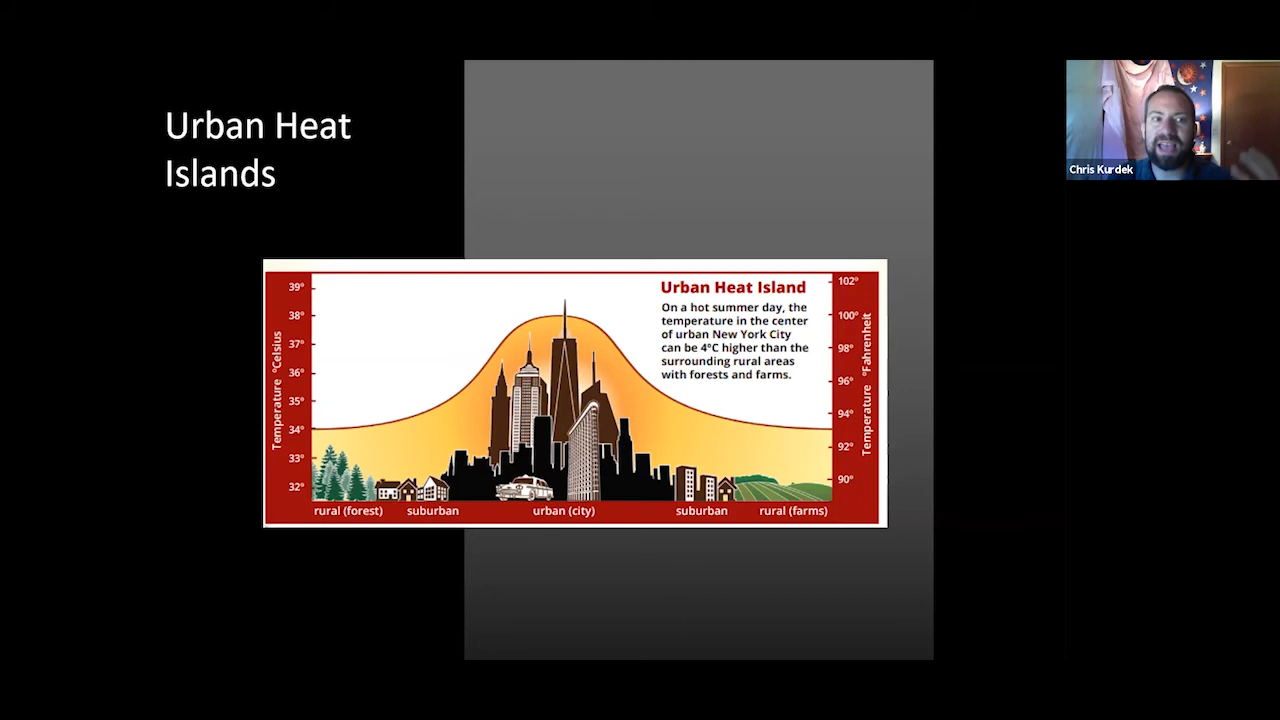 Urban Heat
Islands
Chris Kurdek
Urban Heat Island
On a hot summer day, the
temperature in the center
of urban New York City
can be 4°C higher than the
surrounding rural areas
with forests and farms.
Temperature °Celsius
39°
38°
37°
36°
35°
34°
33°
32°
102°
100°
98°
96°
94°
92°
90°
Temperature °Fahrenheit
rural (forest) suburban urban (city) suburban rural (farms)